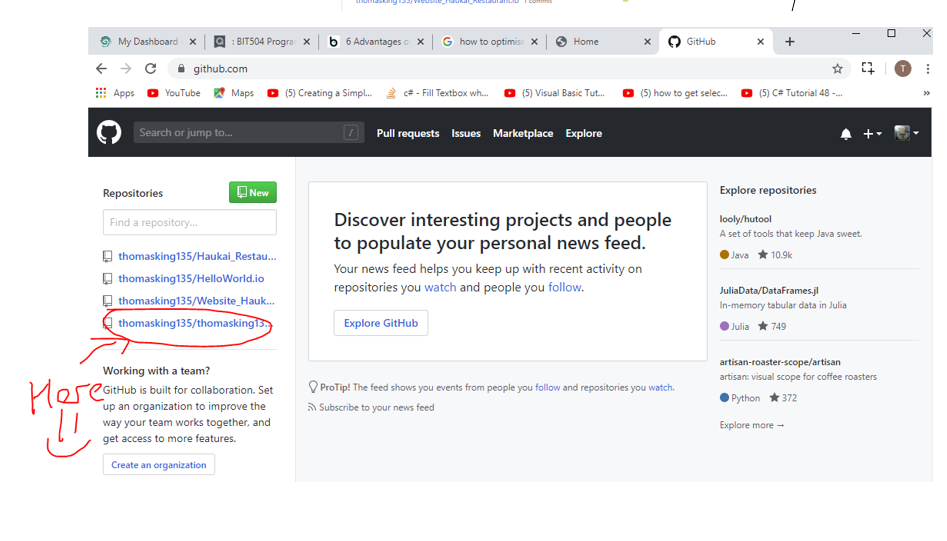 thomasking135/Website_Haukai_Restaurant.io 1 commit
My Dashboard
: BIT504 Progra
6 Advantages o
how to optimis
Home
GitHub
github.com
T
Apps
YouTube
Maps
(5) Creating a Simpl...
c# - Fill Textbox wh...
(5) Visual Basic Tut...
(5) how to get selec...
(5) C# Tutorial 48 -...
»
Search or jump to...
/
Pull requests
Issues
Marketplace
Explore
Repositories
New
Find a repository...
thomasking135/Haukai_Restau...
thomasking135/HelloWorld.io
thomasking135/Website_Hauk...
thomasking135/thomasking13...
Here
Working with a team?
GitHub is built for collaboration. Set
up an organization to improve the
way your team works together, and
get access to more features.
Create an organization
Discover interesting projects and people
to populate your personal news feed.
Your news feed helps you keep up with recent activity on
repositories you watch and people you follow.
Explore GitHub
ProTip! The feed shows you events from people you follow and repositories you watch.
Subscribe to your news feed
Explore repositories
looly/hutool
A set of tools that keep Java sweet.
Java 10.9k
JuliaData/DataFrames.jl
In-memory tabular data in Julia
Julia 749
artisan-roaster-scope/artisan
artisan: visual scope for coffee roasters
Python 372
Explore more →